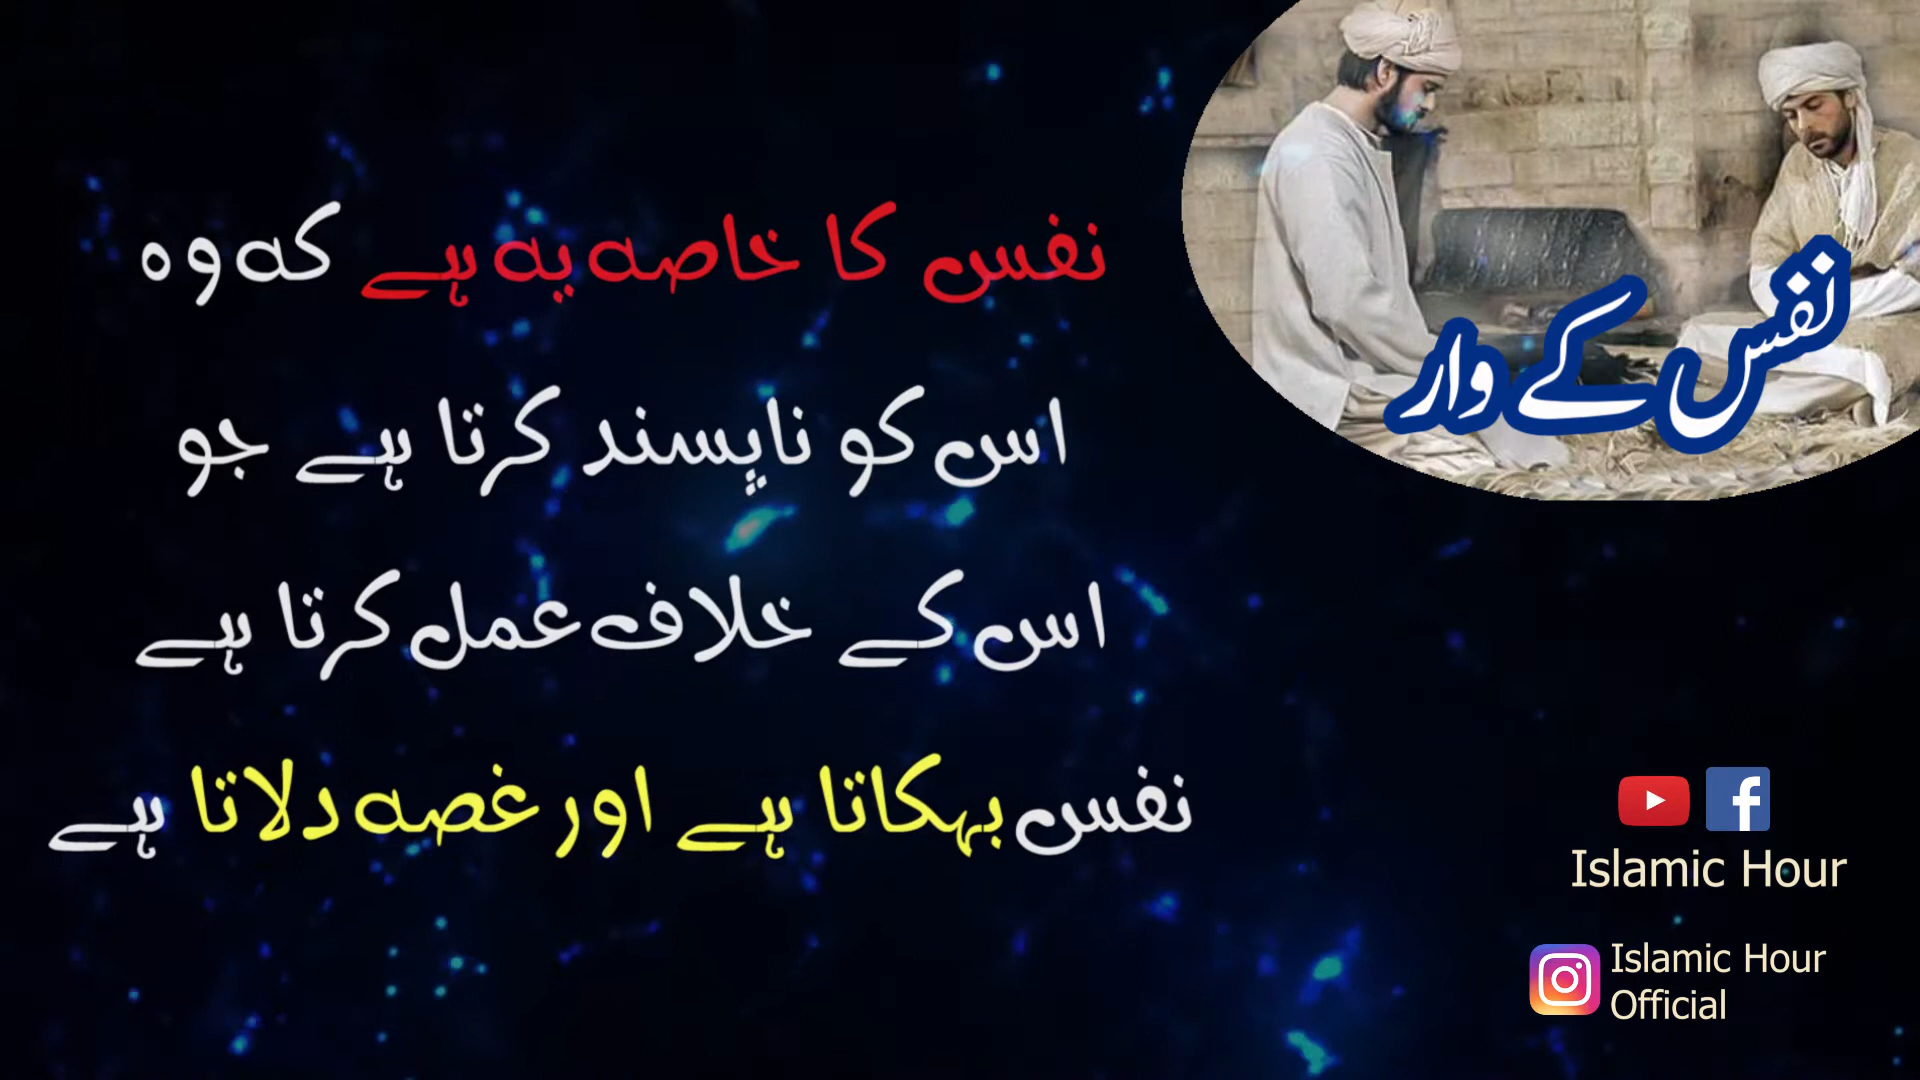 نفس کا خاصہ یہ ہے کہ وہ
اس کو ناپسند کرتا ہے جو
اس کے خلاف عمل کرتا ہے
نفس بہکاتا ہے اور غصہ دلاتا ہے
نفس کے وار
Islamic Hour
Islamic Hour
Official